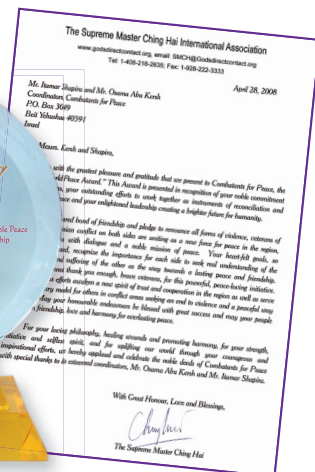 The Supreme Master Ching Hai International Association
www.godsdirectcontact.org, email: SMCH@Godsdirectcontact.org
Tel: 1-408-218-2635; Fax: 1-928-222-3333
April 28, 2008
Mr. Itamar Shapira and Mr. Osama Abu Kersh
Coordinators, Combatants for Peace
P.O. Box 3049
Beit Yehoshua 40591
Israel
Messrs. Kersh and Shapira,
with the greatest pleasure and gratitude that we present to Combatants for Peace, the
World Peace Award." This Award is presented in recognition of your noble commitment
your outstanding efforts to work together as instruments of reconciliation and
peace and your enlightened leadership creating a brighter future for humanity.
bond of friendship and pledge to renounce all forms of violence, veterans of
conflict on both sides are uniting as a new force for peace in the region,
with dialogue and a noble mission of peace. Your heart-felt goals, so
recognize the importance for each side to seek real understanding of the
and suffering of the other as the way towards a lasting peace and friendship.
not thank you enough, brave veterans, for this powerful, peace-loving initiative.
efforts awaken a new spirit of trust and cooperation in the region as well as serve
model for others in conflict areas seeking an end to violence and a peaceful way
May your honourable endeavours be blessed with great success and may your people
friendship, love and harmony for everlasting peace.
For your loving philosophy, healing wounds and promoting harmony, for your strength,
initiative and selfless spirit, and for uplifting our world through your courageous and
inspirational efforts, we hereby applaud and celebrate the noble deeds of Combatants for Peace
with special thanks to its esteemed coordinators, Mr. Osama Abu Kersh and Mr. Itamar Shapira.
With Great Honour, Love and Blessings,
The Supreme Master Ching Hai
ble Peace
hip